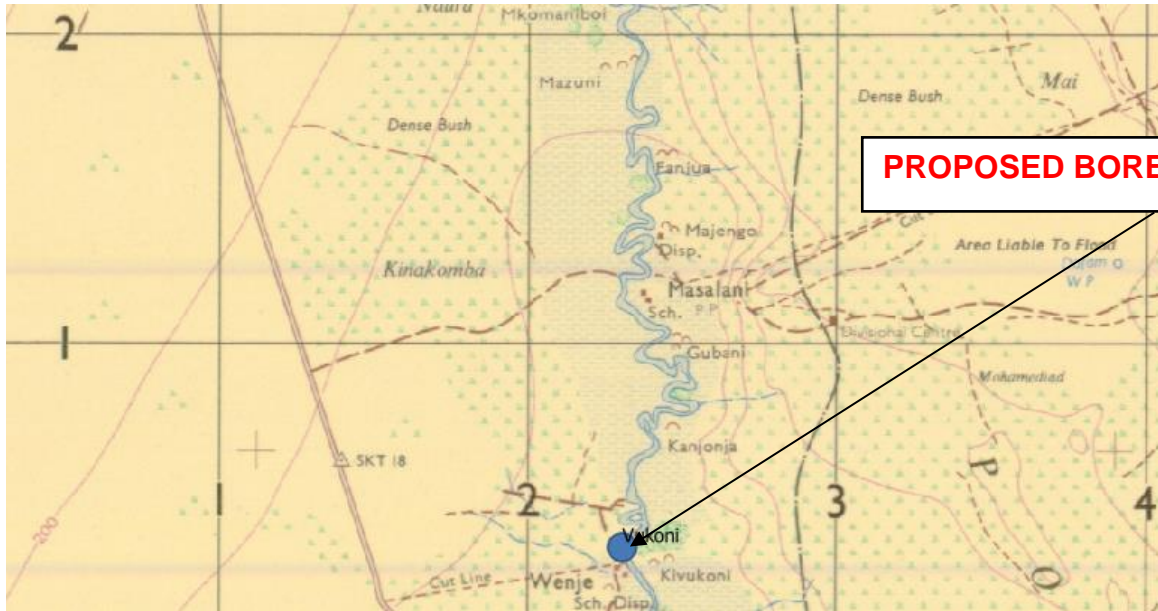 Mkomaniboi
2
Mazuni
Mai
Dense Bush
Dense Bush
PROPOSED BORE
Fanjua
Majengo
Disp.
Area Liable To Flood
Kinakomba
W P
Masalani
Sch.
P P
Divisional Centre
1
Gubani
Mohamediad
Kanjonja
SKT 18
P
1
2
3
4
200
Vukoni
Cut Line
Wenje
Kivukoni
O
Sch. Disp.